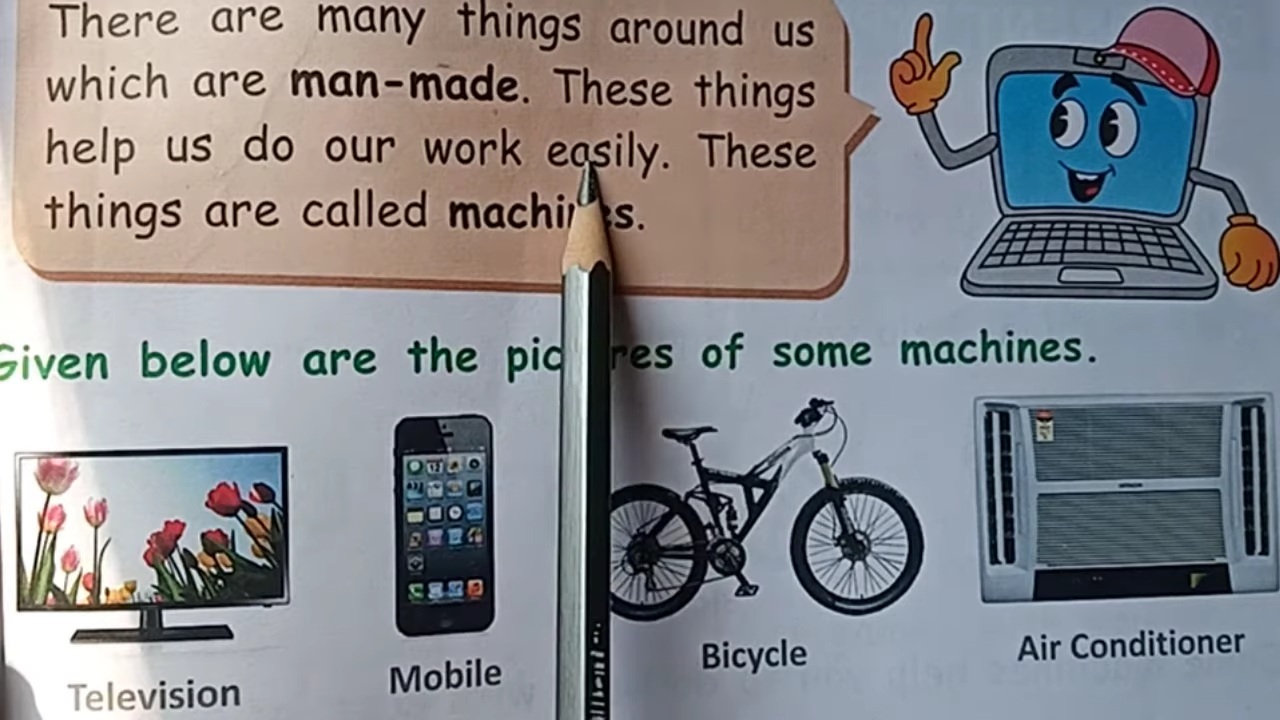 There are many things around us
which are man-made. These things
help us do our work easily. These
things are called machines.
Given below are the pictures of some machines.
Television
Mobile
Bicycle
Air Conditioner